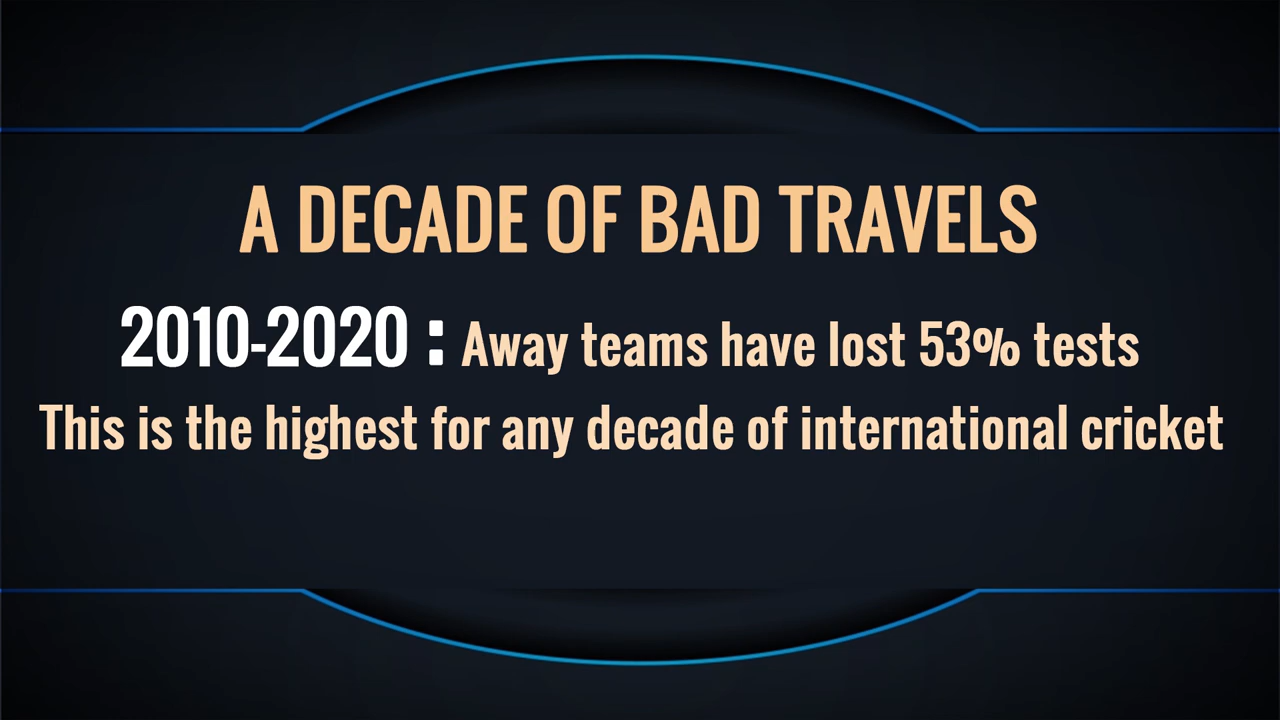 A DECADE OF BAD TRAVELS
2010-2020 : Away teams have lost 53% tests
This is the highest for any decade of international cricket